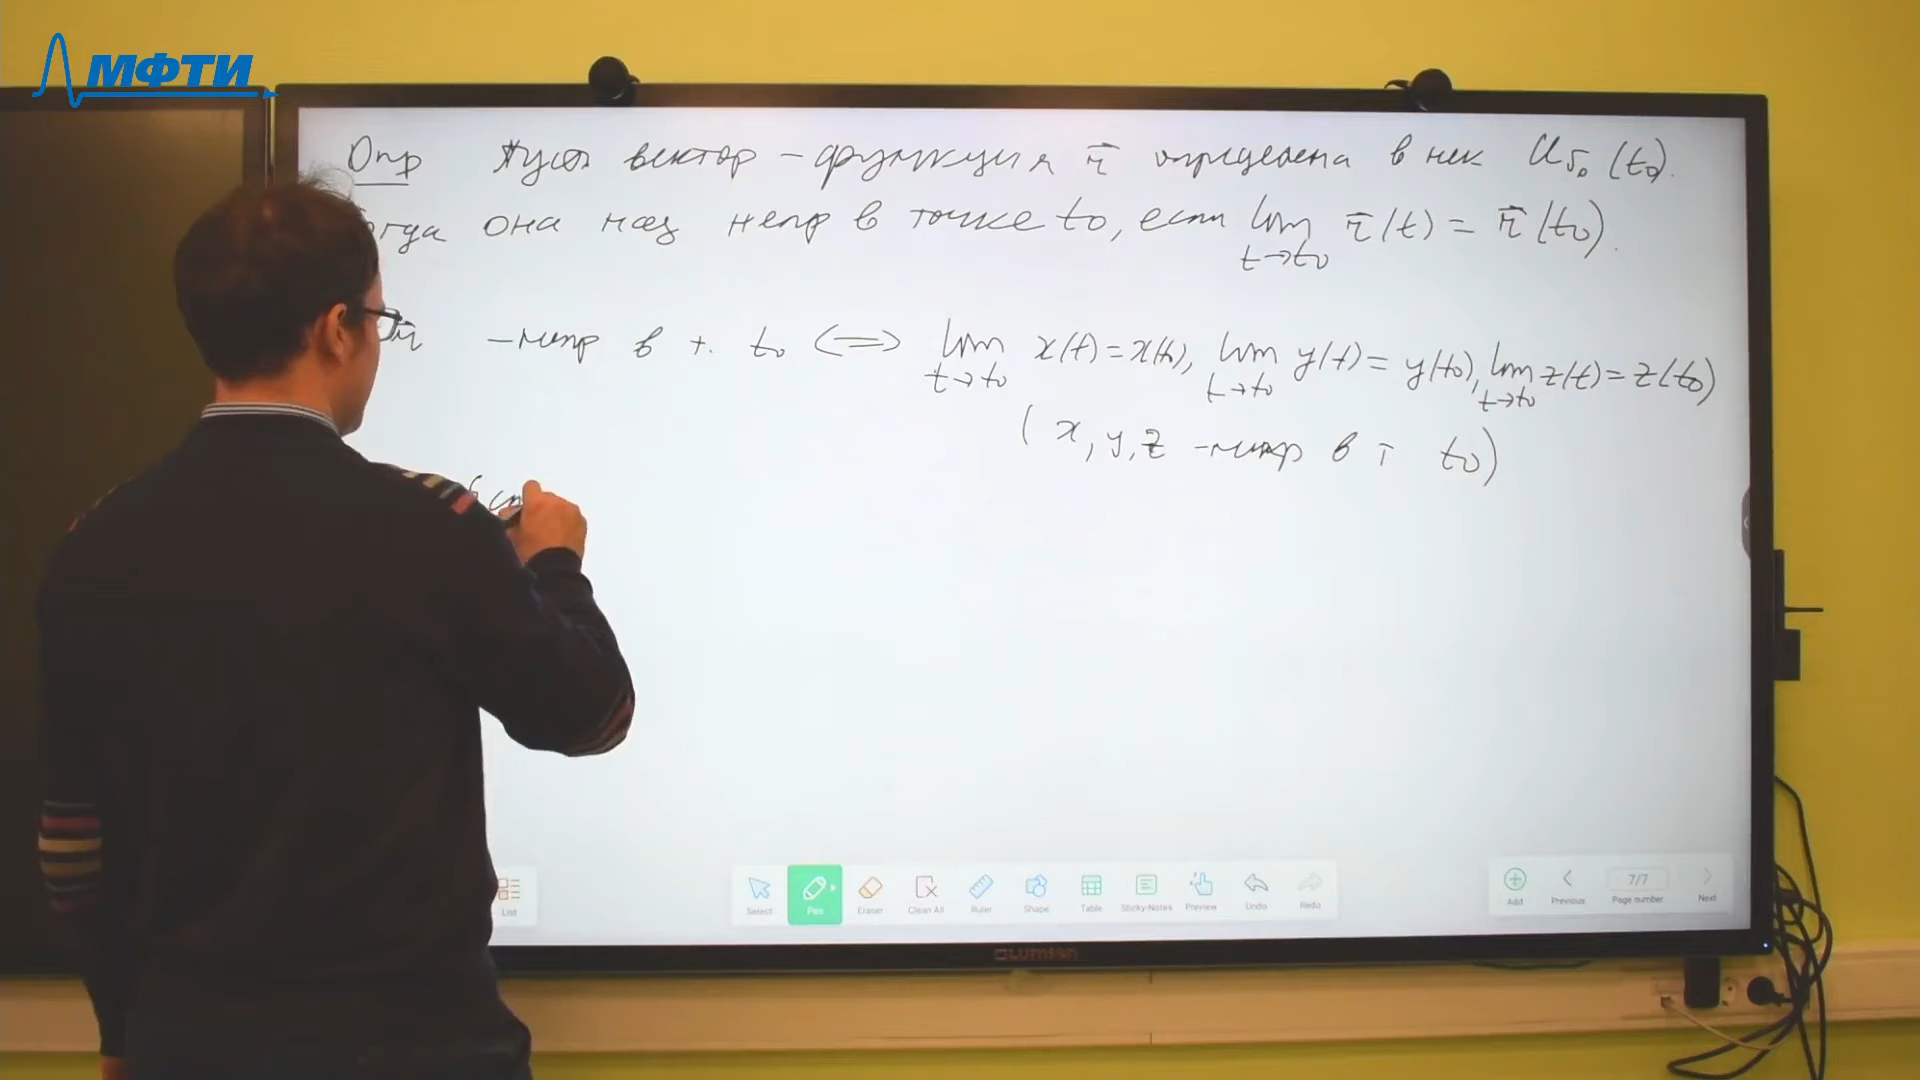 МФТИ
Опр Пусть вектор-функция r̄ определена в нек U_δ₀(t₀).
она наз непр в точке t₀, если lim_{t→t₀} r̄(t) = r̄(t₀).
r̄ - непр в т. t₀ ⟺ lim_{t→t₀} x(t) = x(t₀), lim_{t→t₀} y(t) = y(t₀), lim_{t→t₀} z(t) = z(t₀)
(x, y, z - непр в т t₀)
List Select Pen Eraser Clean All Ruler Shape Table Sticky Notes Preview Undo Redo Add Previous 7/7 Page number Next
Lumien